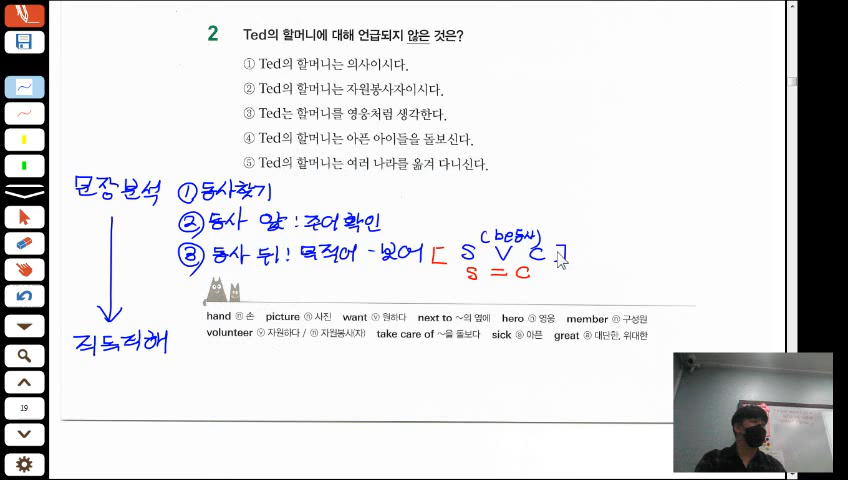 2 Ted의 할머니에 대해 언급되지 않은 것은?
① Ted의 할머니는 의사이시다.
② Ted의 할머니는 자원봉사자이시다.
③ Ted는 할머니를 영웅처럼 생각한다.
④ Ted의 할머니는 아픈 아이들을 돌보신다.
⑤ Ted의 할머니는 여러 나라를 옮겨 다니신다.
문장분석 ① 동사찾기
② 동사 앞 : 주어확인
③ 동사 뒤 : 목적어 - 보어 [ S V C ]
(be동사)
S = C
직독직해
hand ⓝ 손 picture ⓝ 사진 want ⓥ 원하다 next to ~의 옆에 hero ⓝ 영웅 member ⓝ 구성원
volunteer ⓥ 자원하다 / ⓝ 자원봉사(자) take care of ~을 돌보다 sick ⓐ 아픈 great ⓐ 대단한, 위대한
19